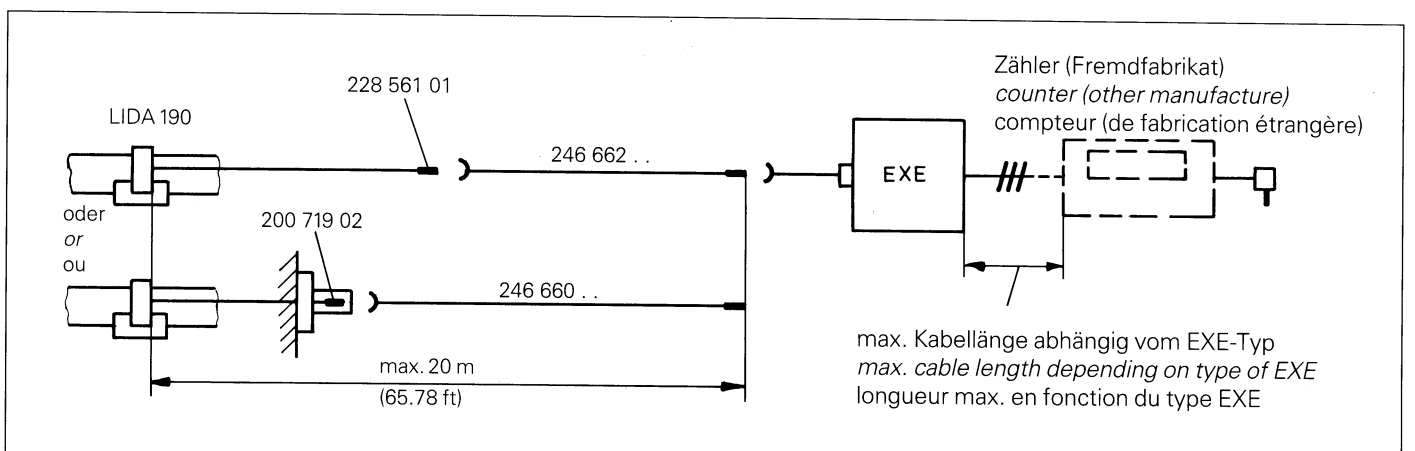 LIDA 190
228 561 01
246 662 . .
EXE
Zähler (Fremdfabrikat)
counter (other manufacture)
compteur (de fabrication étrangère)
oder
or
ou
200 719 02
246 660 . .
max. 20 m
(65.78 ft)
max. Kabellänge abhängig vom EXE-Typ
max. cable length depending on type of EXE
longueur max. en fonction du type EXE